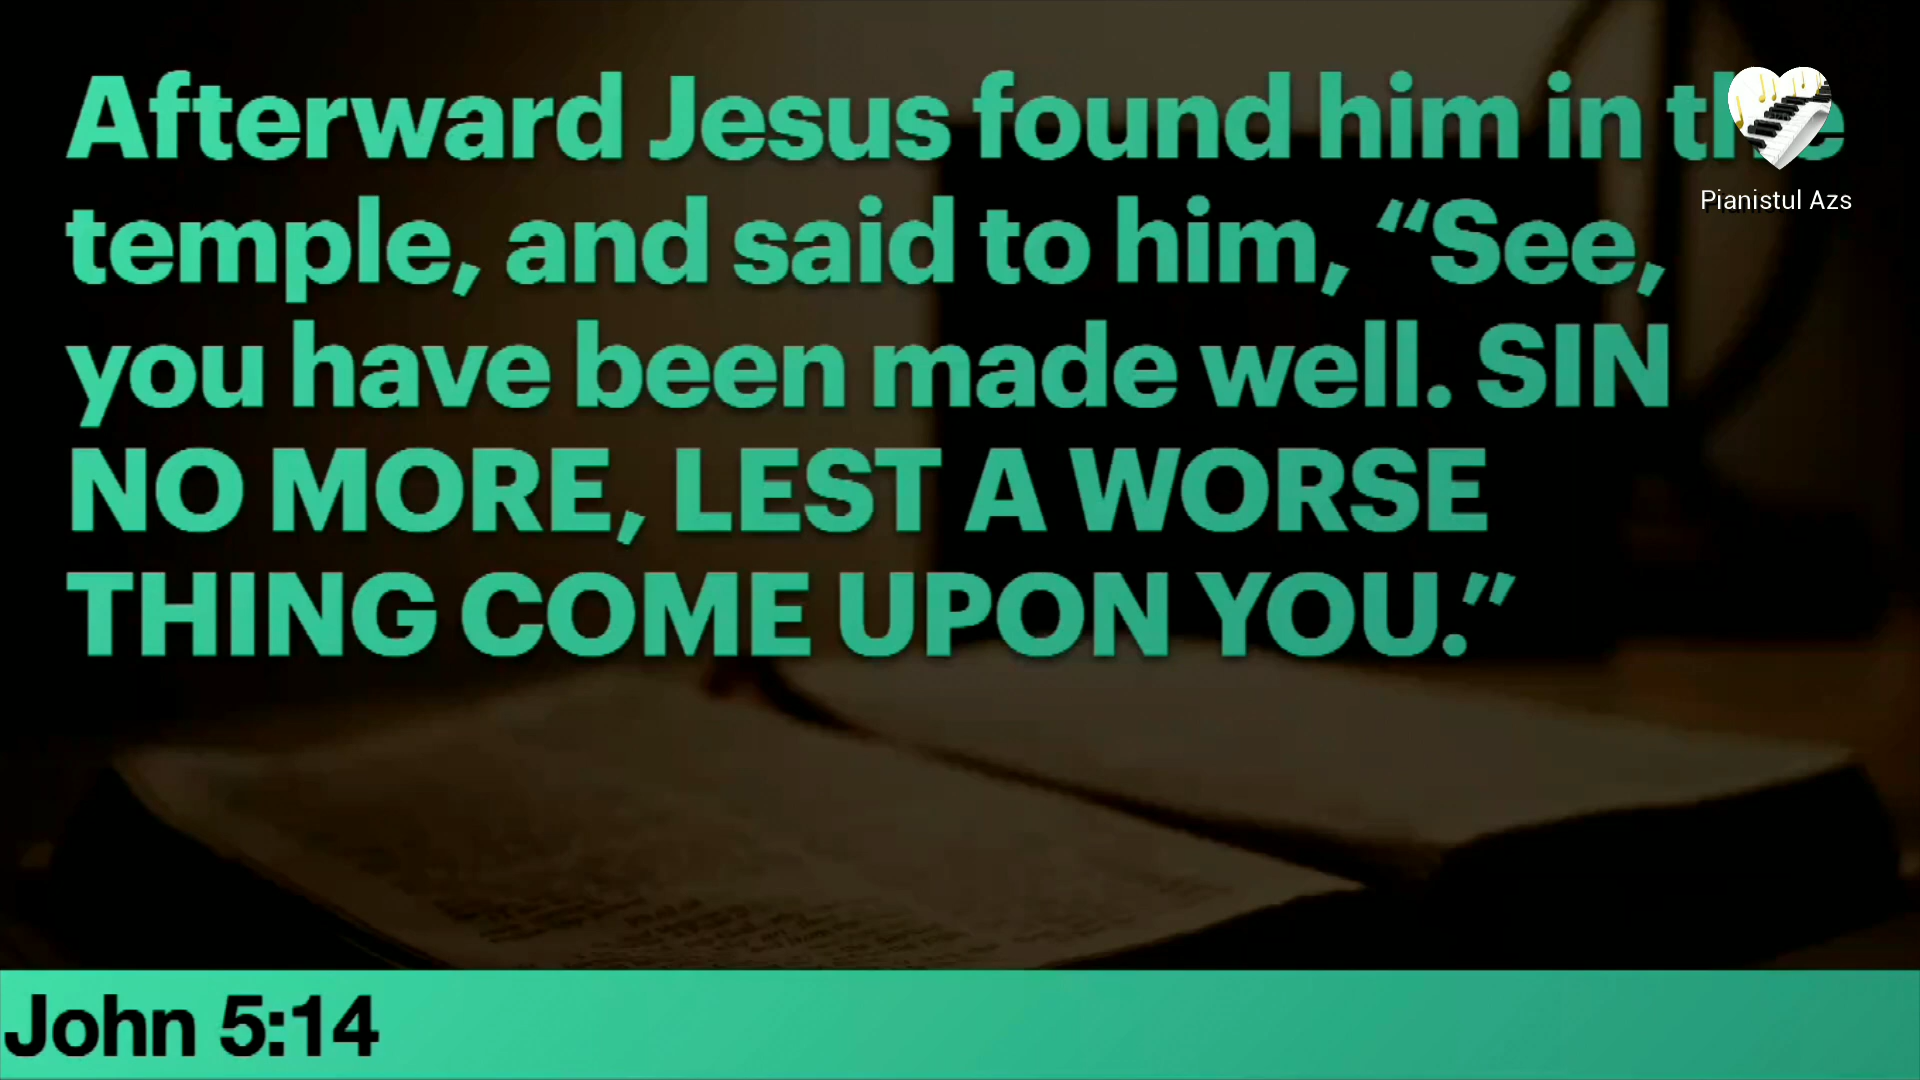 Afterward Jesus found him in the
temple, and said to him, “See,
you have been made well. SIN
NO MORE, LEST A WORSE
THING COME UPON YOU.”
Pianistul Azs
John 5:14